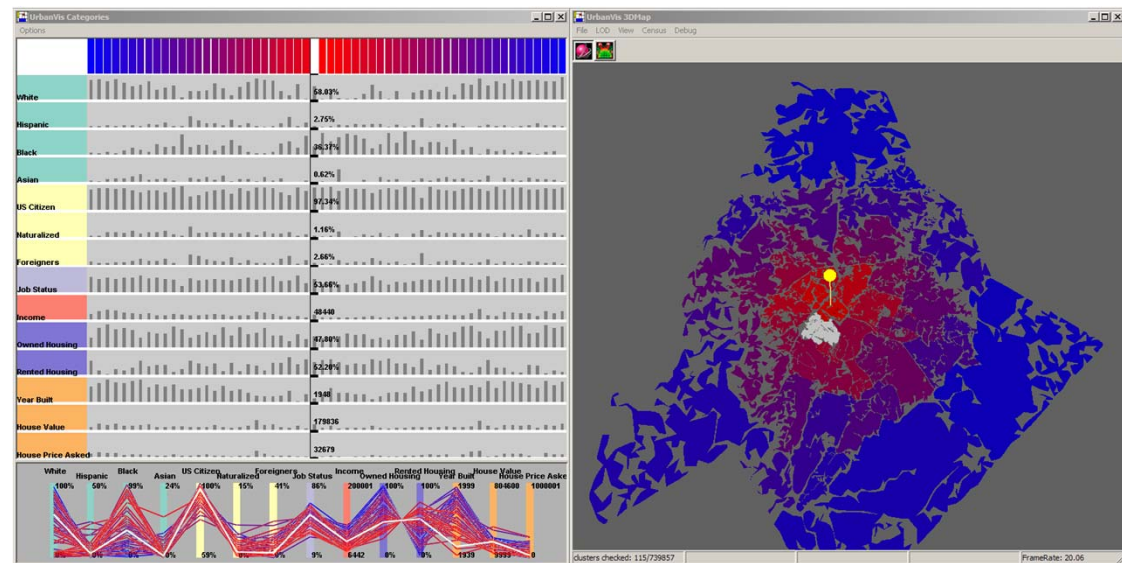 UrbanVis Categories
Options
White
58.03%
Hispanic
2.75%
Black
36.37%
Asian
0.62%
US Citizen
97.34%
Naturalized
1.16%
Foreigners
2.66%
Job Status
53.66%
Income
48440
Owned Housing
47.80%
Rented Housing
52.20%
Year Built
1948
House Value
179836
House Price Asked
32679
White Black US Citizen Foreigners Income Rented Housing House Value
Hispanic Asian Naturalized Job Status Owned Housing Year Built House Price Aske
100% 50% 99% 24% 100% 15% 41% 86% 200001 100% 100% 1999 804600 1000001
0% 0% 0% 59% 0% 0% 9% 6442 0% 0% 1939 9999 0
UrbanVis 3DMap
File LOD View Census Debug
clusters checked: 115/739857
FrameRate: 20.06